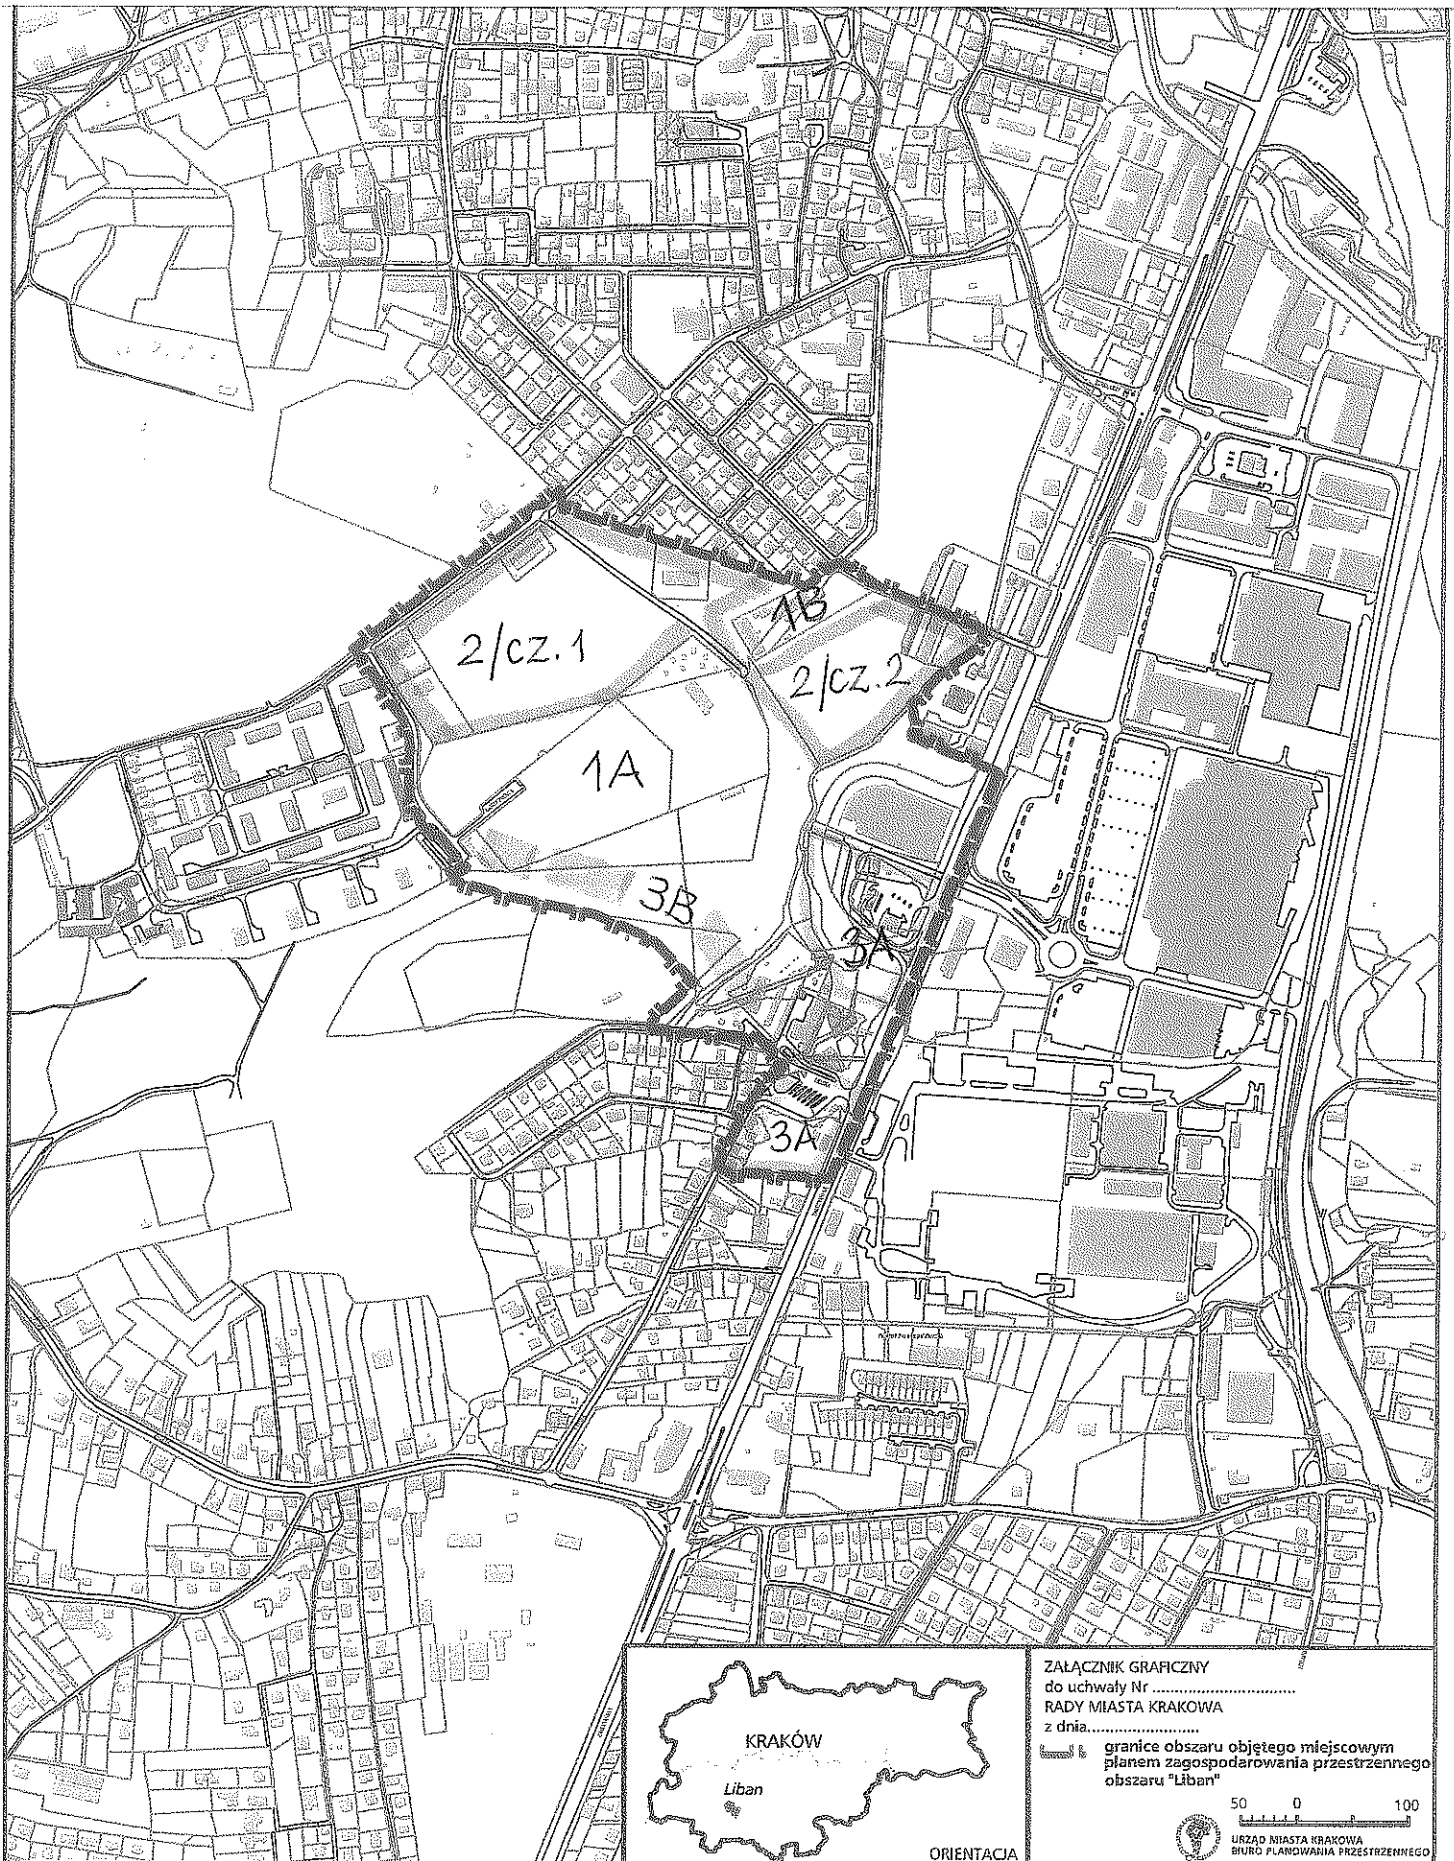 1B
2/cz.1
2/cz.2
1A
3B
3A
3A
KRAKÓW
Liban
ORIENTACJA
ZAŁĄCZNIK GRAFICZNY
do uchwały Nr ................................
RADY MIASTA KRAKOWA
z dnia.........................
granice obszaru objętego miejscowym
planem zagospodarowania przestrzennego
obszaru "Liban"
50 0 100
URZĄD MIASTA KRAKOWA
BIURO PLANOWANIA PRZESTRZENNEGO